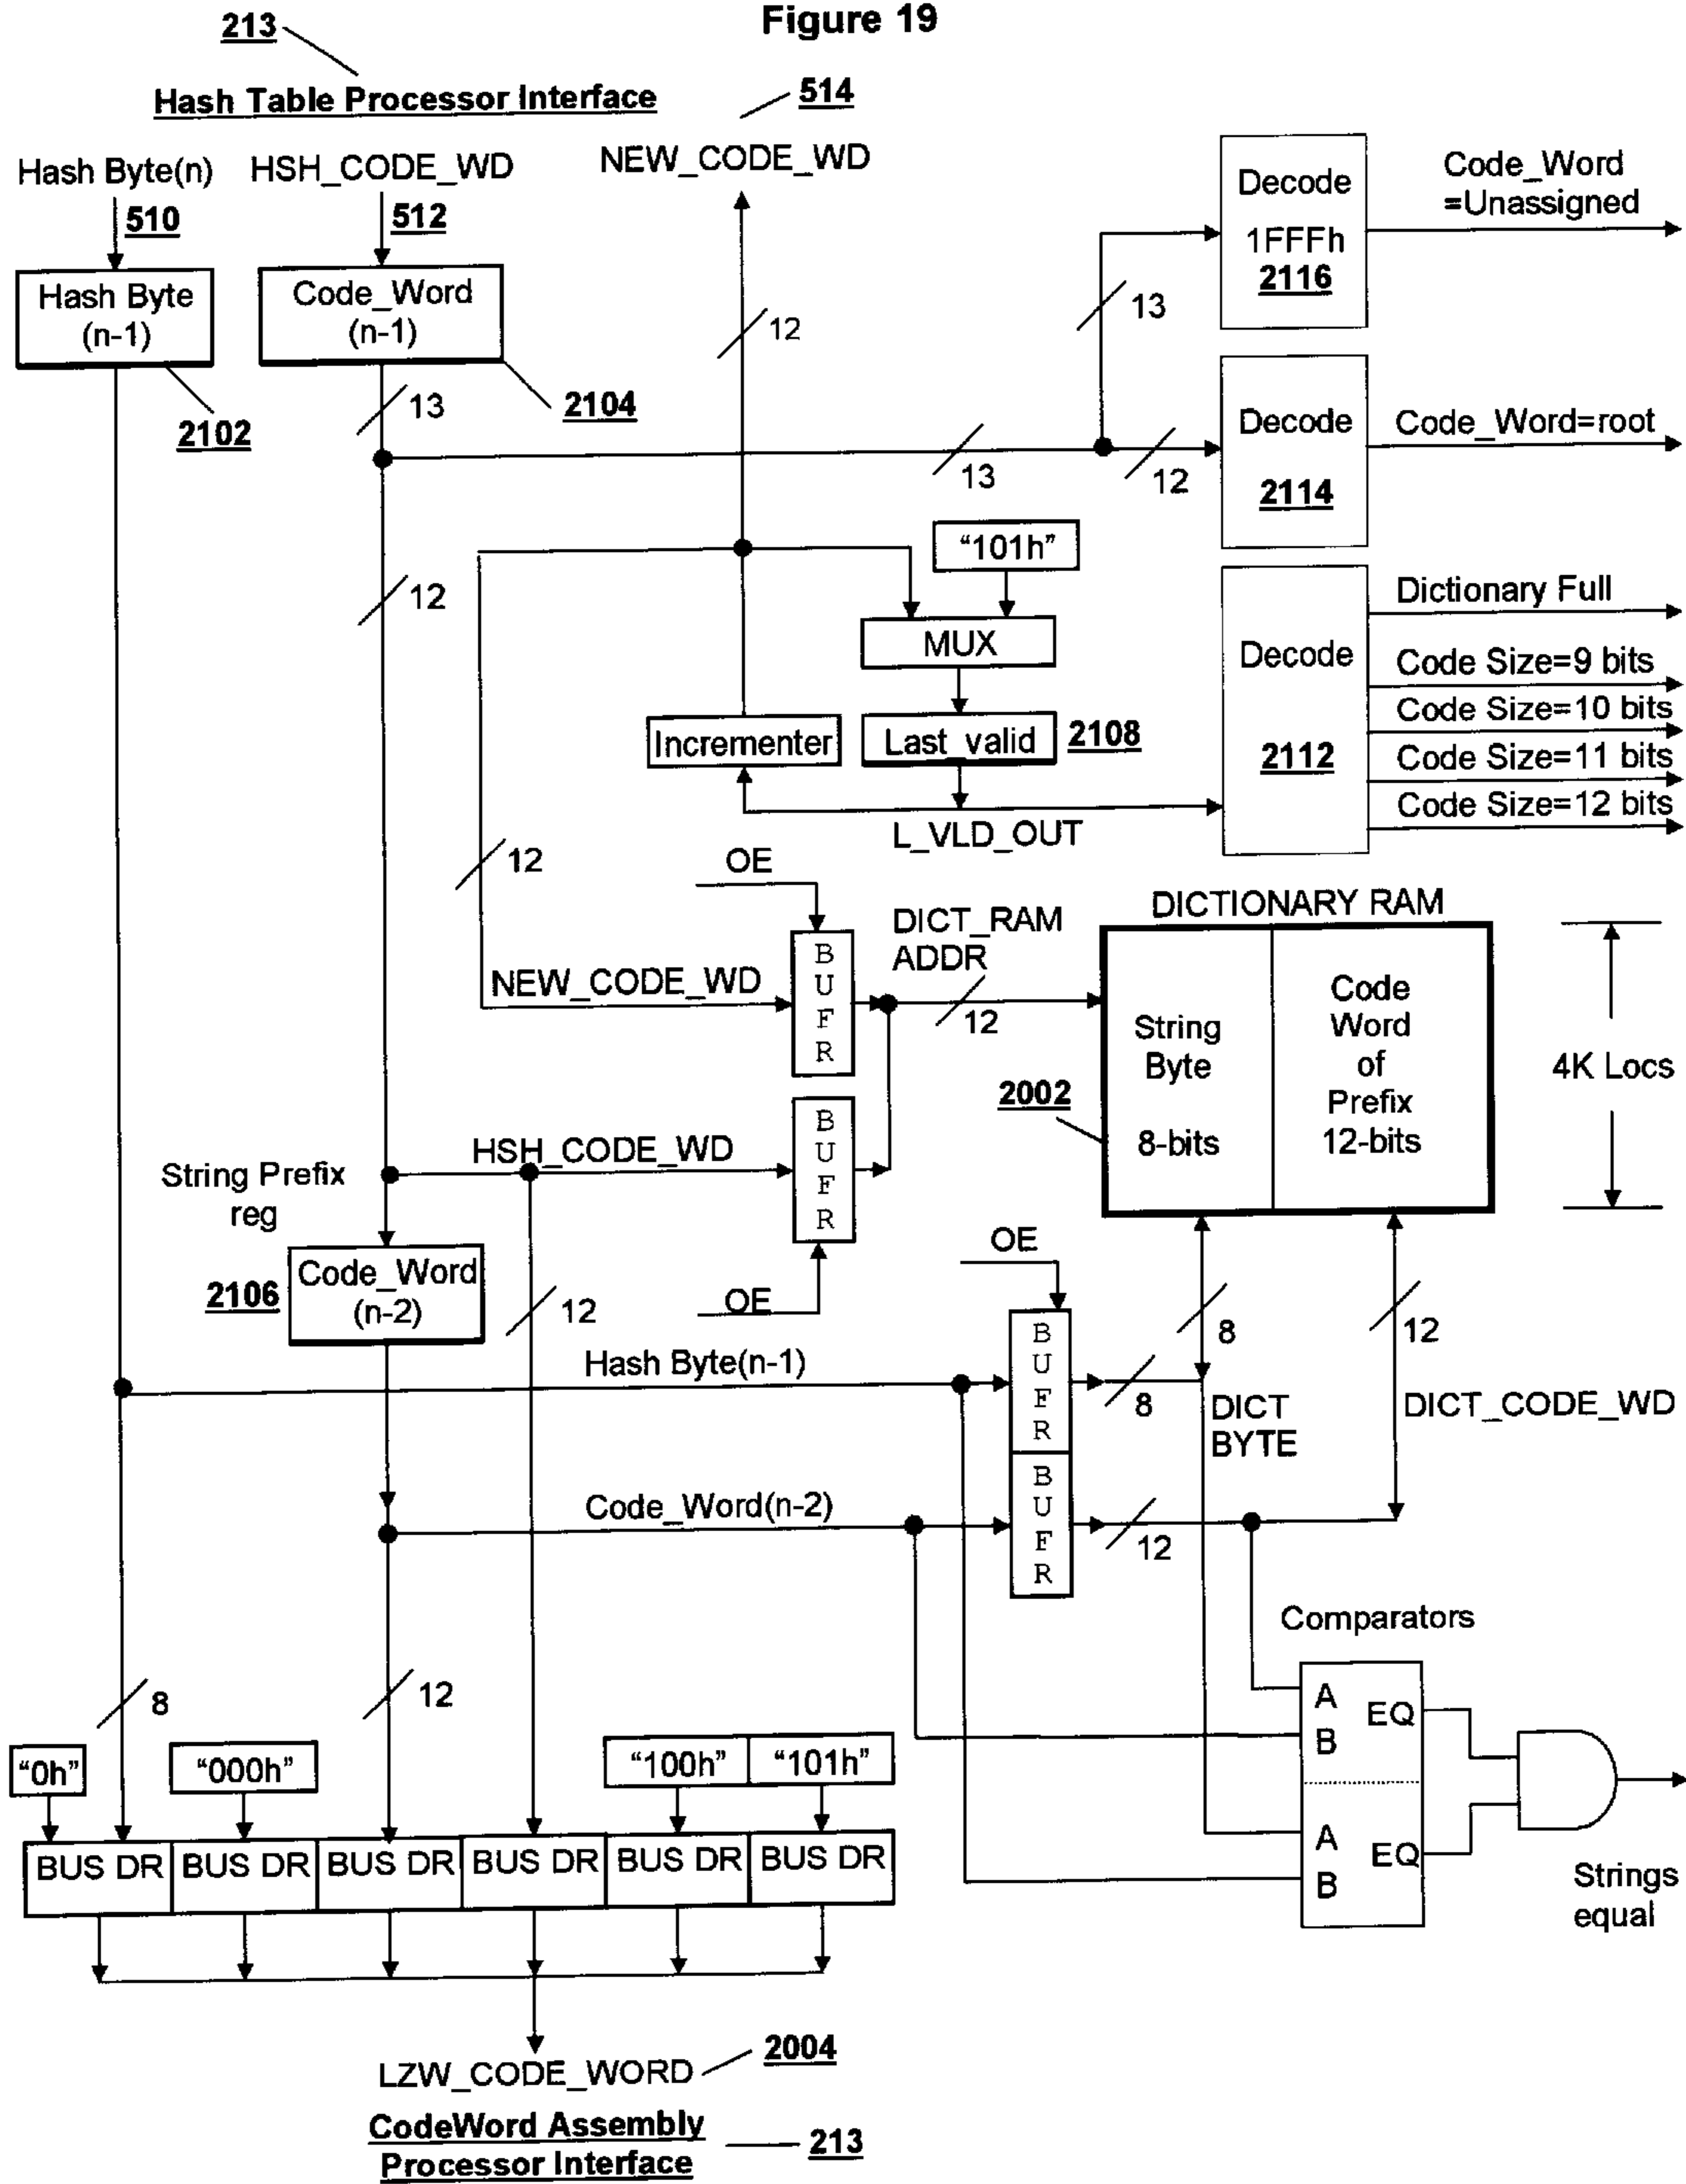 Figure 19
213
Hash Table Processor Interface
514
Hash Byte(n)
HSH_CODE_WD
NEW_CODE_WD
510
512
Hash Byte
(n-1)
Code_Word
(n-1)
2102
2104
13
12
12
13
13
12
Decode
1FFFh
2116
Code_Word
=Unassigned
Decode
2114
Code_Word=root
"101h"
MUX
Incrementer
Last_valid
2108
L_VLD_OUT
Decode
2112
Dictionary Full
Code Size=9 bits
Code Size=10 bits
Code Size=11 bits
Code Size=12 bits
12
OE
BUFR
NEW_CODE_WD
DICT_RAM
ADDR
12
DICTIONARY RAM
String
Byte
8-bits
Code
Word
of
Prefix
12-bits
4K Locs
2002
HSH_CODE_WD
BUFR
OE
String Prefix
reg
Code_Word
(n-2)
2106
12
OE
8
12
Hash Byte(n-1)
BUFR
8
DICT
BYTE
DICT_CODE_WD
Code_Word(n-2)
BUFR
12
Comparators
A
B
EQ
A
B
EQ
Strings
equal
8
12
"0h"
"000h"
"100h"
"101h"
BUS DR
BUS DR
BUS DR
BUS DR
BUS DR
BUS DR
LZW_CODE_WORD
2004
CodeWord Assembly
Processor Interface
213